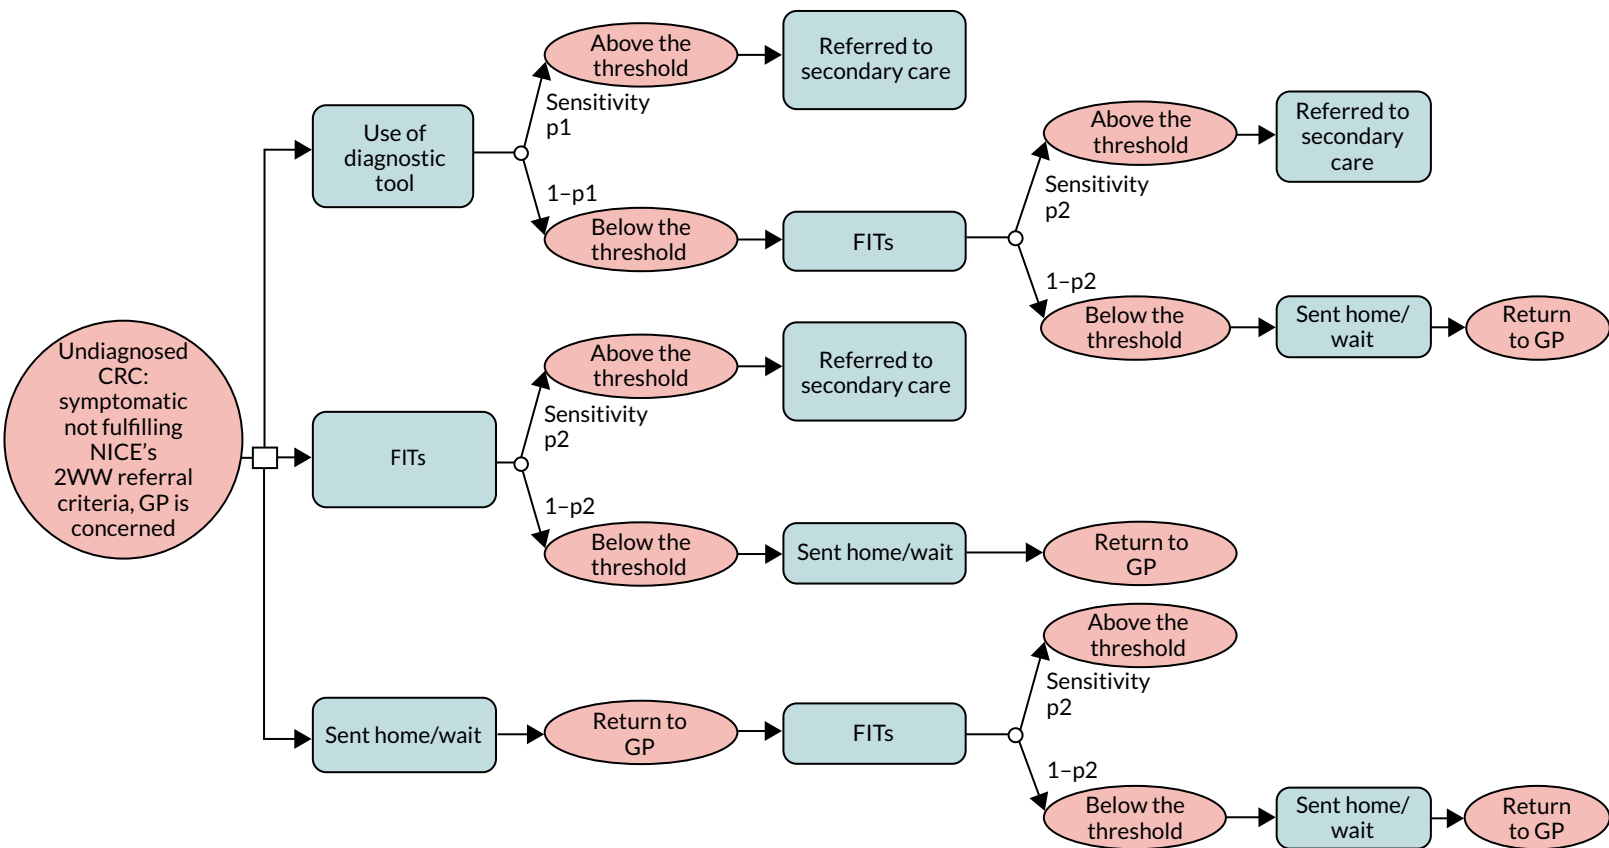 Undiagnosed
CRC:
symptomatic
not fulfilling
NICE's
2WW referral
criteria, GP is
concerned
Use of
diagnostic
tool
Sensitivity
p1
Above the
threshold
Referred to
secondary care
1–p1
Below the
threshold
FITs
Sensitivity
p2
Above the
threshold
Referred to
secondary
care
1–p2
Below the
threshold
Sent home/
wait
Return
to GP
FITs
Sensitivity
p2
Above the
threshold
Referred to
secondary care
1–p2
Below the
threshold
Sent home/wait
Return to
GP
Sent home/wait
Return to
GP
FITs
Sensitivity
p2
Above the
threshold
1–p2
Below the
threshold
Sent home/
wait
Return
to GP